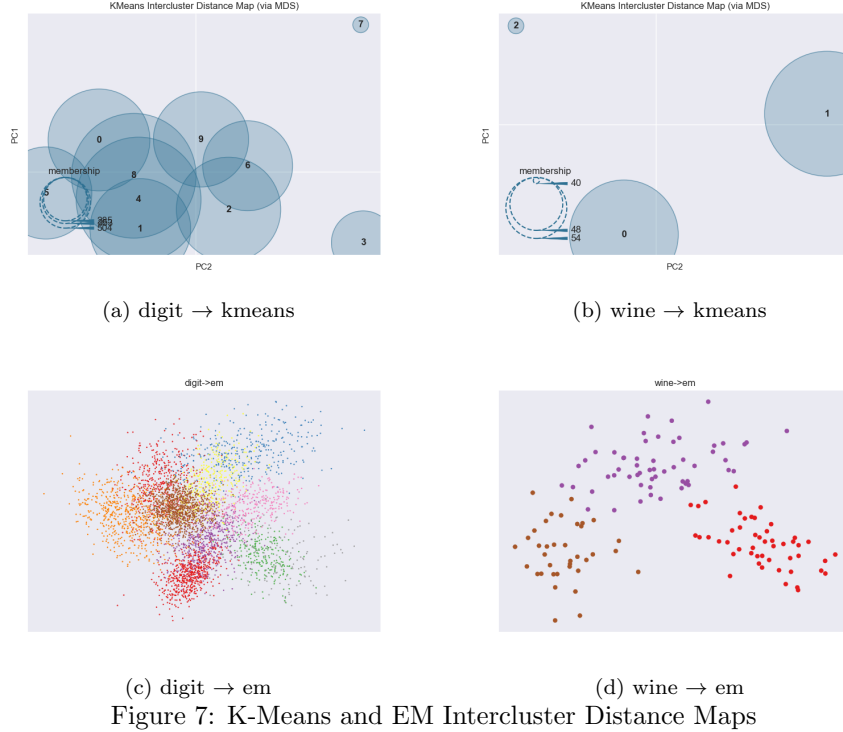 KMeans Intercluster Distance Map (via MDS)
7
0
9
8
6
membership
5
4
2
504
1
3
PC1
PC2
(a) digit → kmeans
KMeans Intercluster Distance Map (via MDS)
2
1
membership
40
48
54
0
PC1
PC2
(b) wine → kmeans
digit->em
(c) digit → em
wine->em
(d) wine → em
Figure 7: K-Means and EM Intercluster Distance Maps